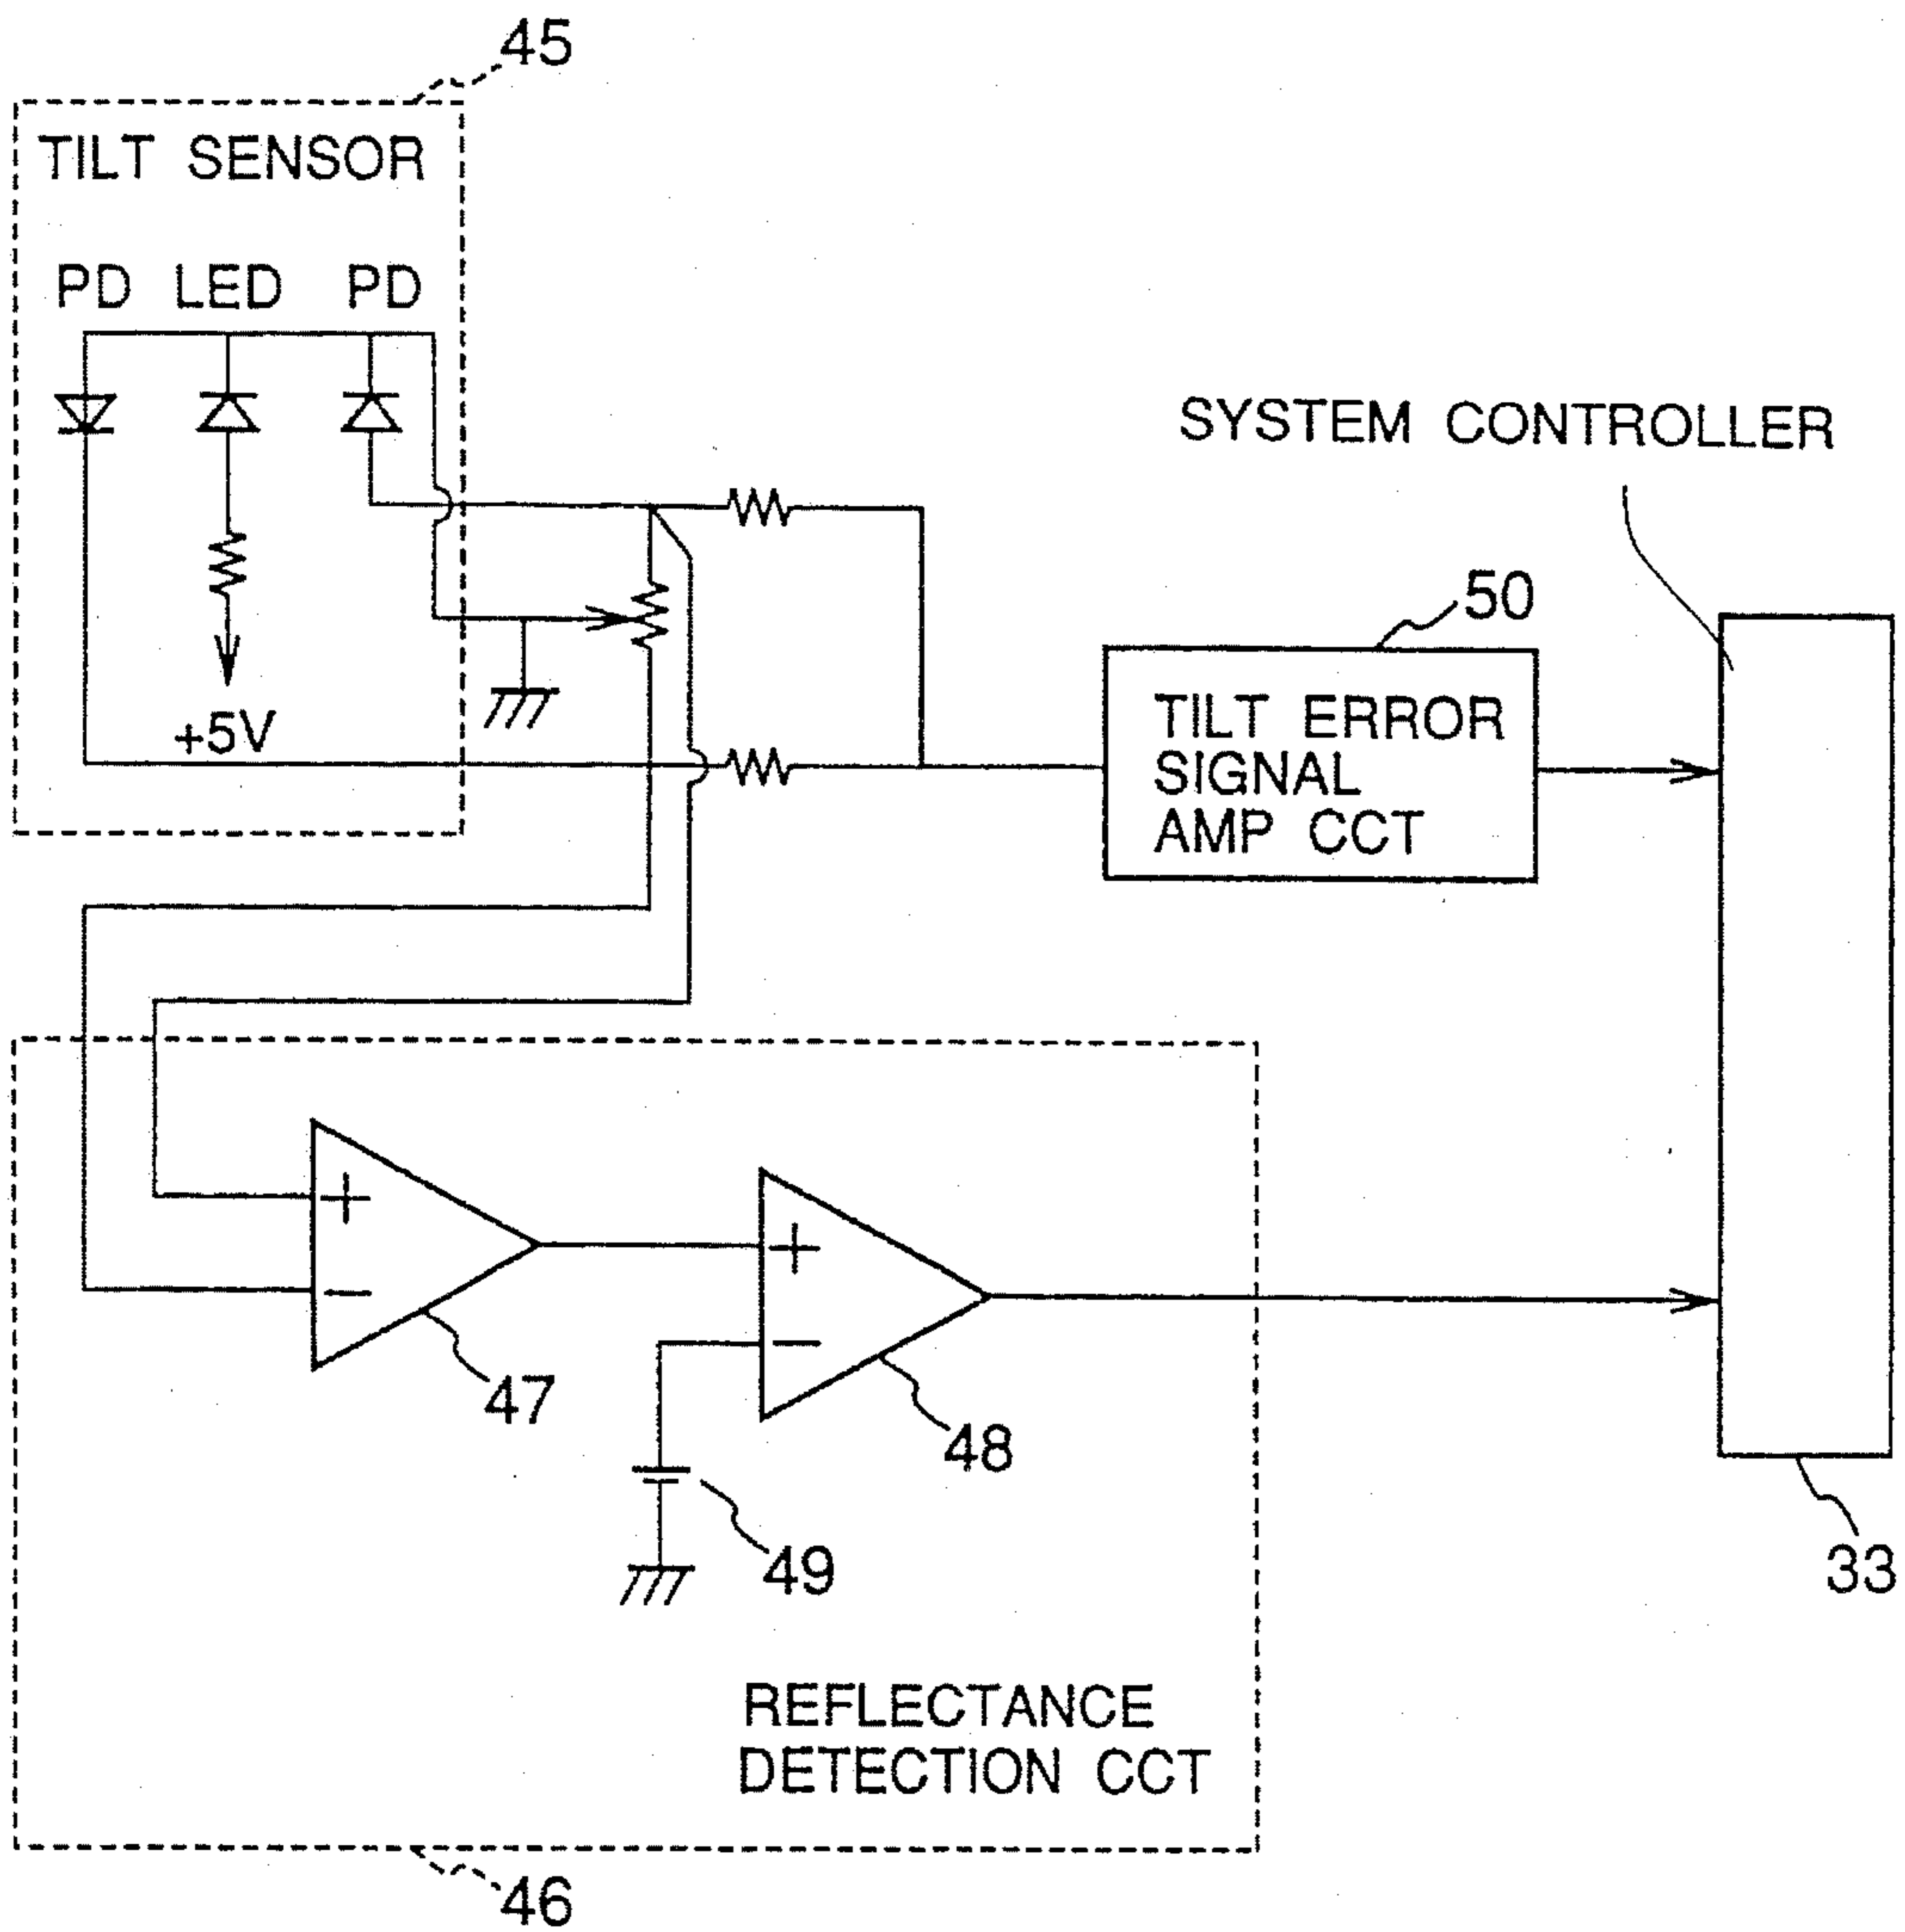 45
TILT SENSOR
PD LED PD
+5V
SYSTEM CONTROLLER
50
TILT ERROR
SIGNAL
AMP CCT
+
−
47
+
−
48
49
33
REFLECTANCE
DETECTION CCT
46